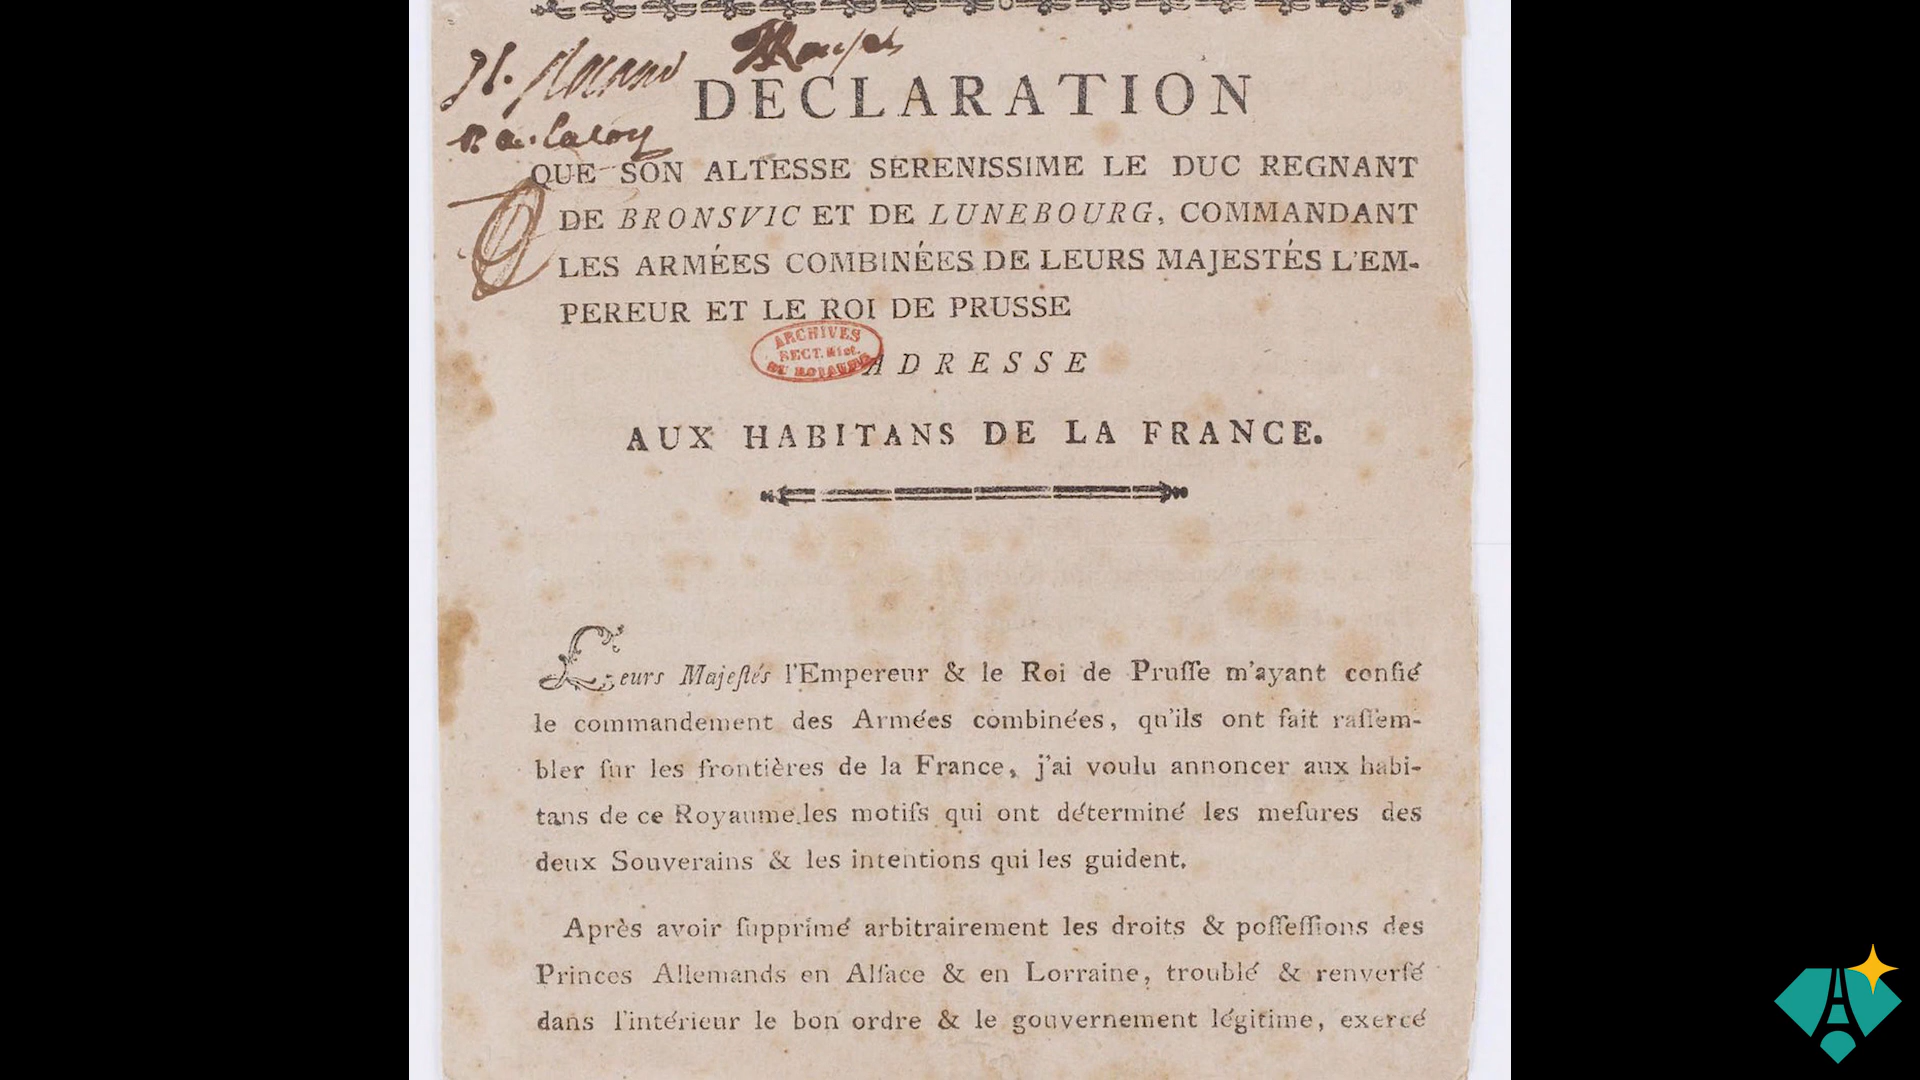 DECLARATION
QUE SON ALTESSE SERENISSIME LE DUC REGNANT
DE BRONSVIC ET DE LUNEBOURG, COMMANDANT
LES ARMÉES COMBINÉES DE LEURS MAJESTÉS L'EM-
PEREUR ET LE ROI DE PRUSSE
ARCHIVES
SECT. Hist.
DU ROYAUME
ADRESSE
AUX HABITANS DE LA FRANCE.
Leurs Majeſtés l'Empereur & le Roi de Pruſſe m'ayant confié
le commandement des Armées combinées, qu'ils ont fait raſſem-
bler ſur les frontières de la France, j'ai voulu annoncer aux habi-
tans de ce Royaume les motifs qui ont déterminé les meſures des
deux Souverains & les intentions qui les guident.
Après avoir ſupprimé arbitrairement les droits & poſſeſſions des
Princes Allemands en Alſace & en Lorraine, troublé & renverſé
dans l'intérieur le bon ordre & le gouvernement légitime, exercé